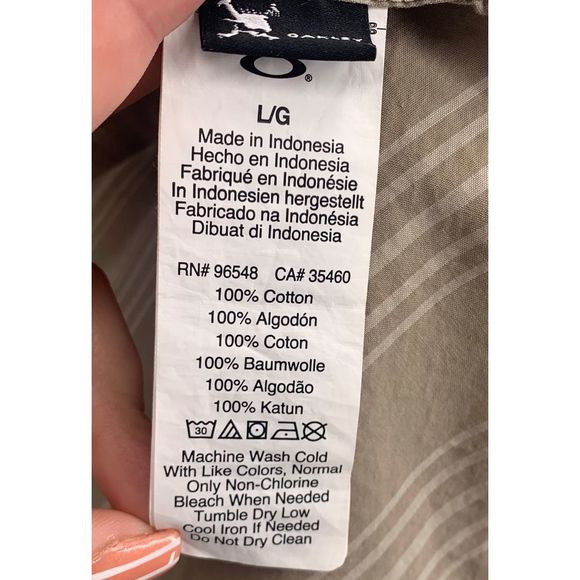 OAKLEY
®
L/G
Made in Indonesia
Hecho en Indonesia
Fabriqué en Indonésie
In Indonesien hergestellt
Fabricado na Indonésia
Dibuat di Indonesia
RN# 96548 CA# 35460
100% Cotton
100% Algodón
100% Coton
100% Baumwolle
100% Algodão
100% Katun
30
Machine Wash Cold
With Like Colors, Normal
Only Non-Chlorine
Bleach When Needed
Tumble Dry Low
Cool Iron If Needed
Do Not Dry Clean